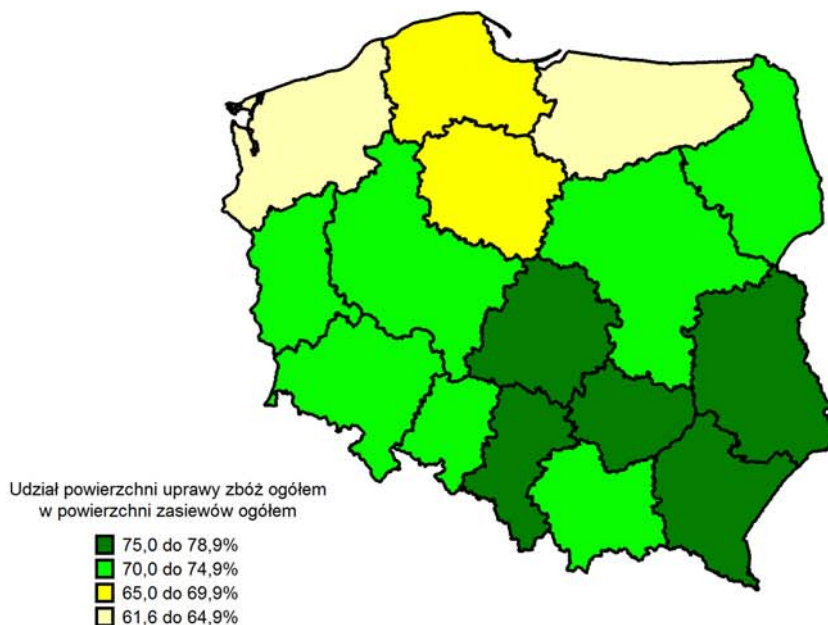 Udział powierzchni uprawy zbóż ogółem
w powierzchni zasiewów ogółem
75,0 do 78,9%
70,0 do 74,9%
65,0 do 69,9%
61,6 do 64,9%